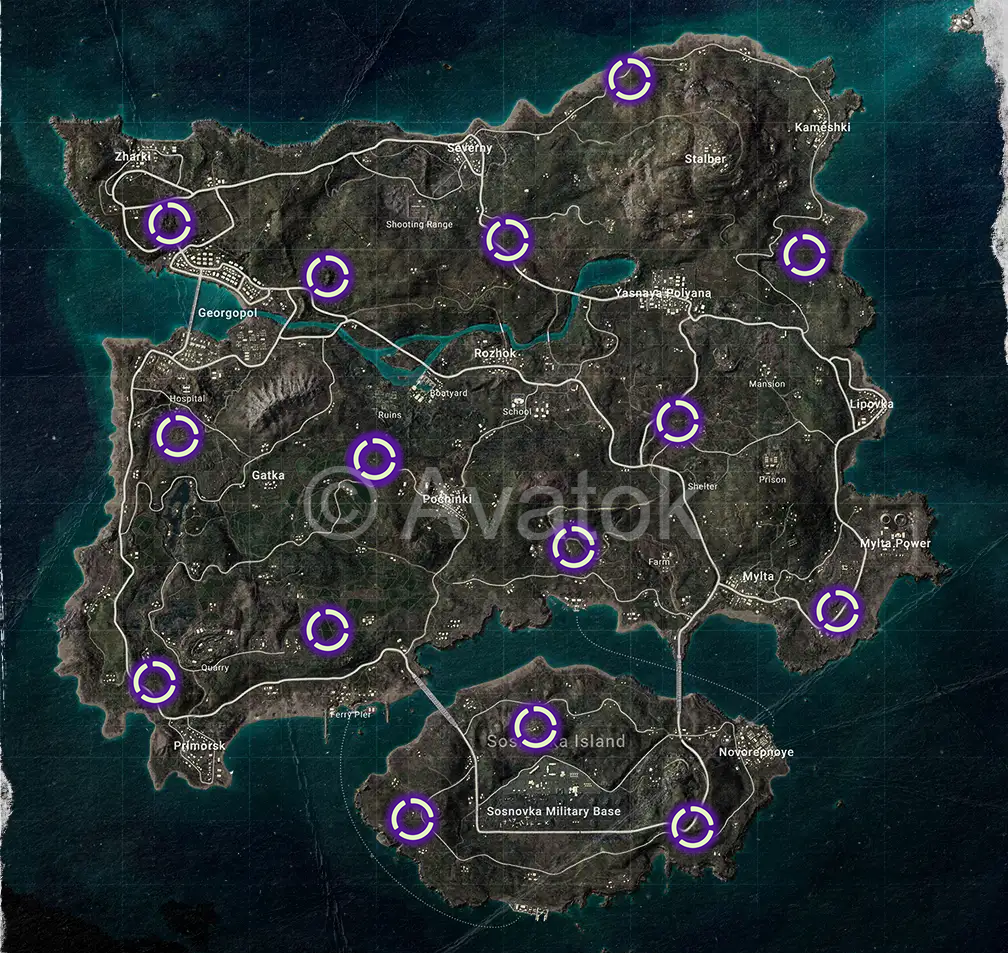 Kameshki
Severny
Zharki
Stalber
Shooting Range
Yasnaya Polyana
Georgopol
Rozhok
Mansion
Boatyard
Hospital
Lipovka
School
Ruins
Gatka
Prison
Shelter
Pochinki
© Avatok
Mylta Power
Farm
Mylta
Quarry
Ferry Pier
Primorsk
Sosnovka Island
Novorepnoye
Sosnovka Military Base